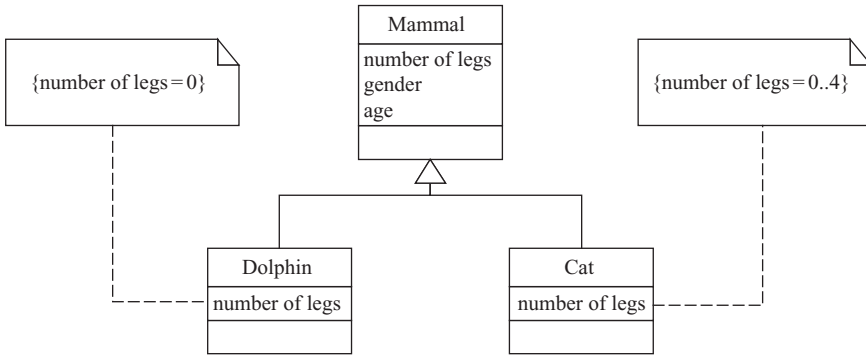 Mammal
number of legs
gender
age
{number of legs = 0}
{number of legs = 0..4}
Dolphin
number of legs
Cat
number of legs